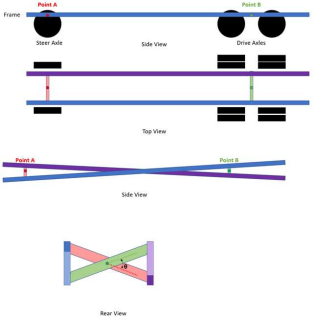 Point A
Point B
Frame
Steer Axle
Side View
Drive Axles
Top View
Point A
Point B
Side View
θ
Rear View